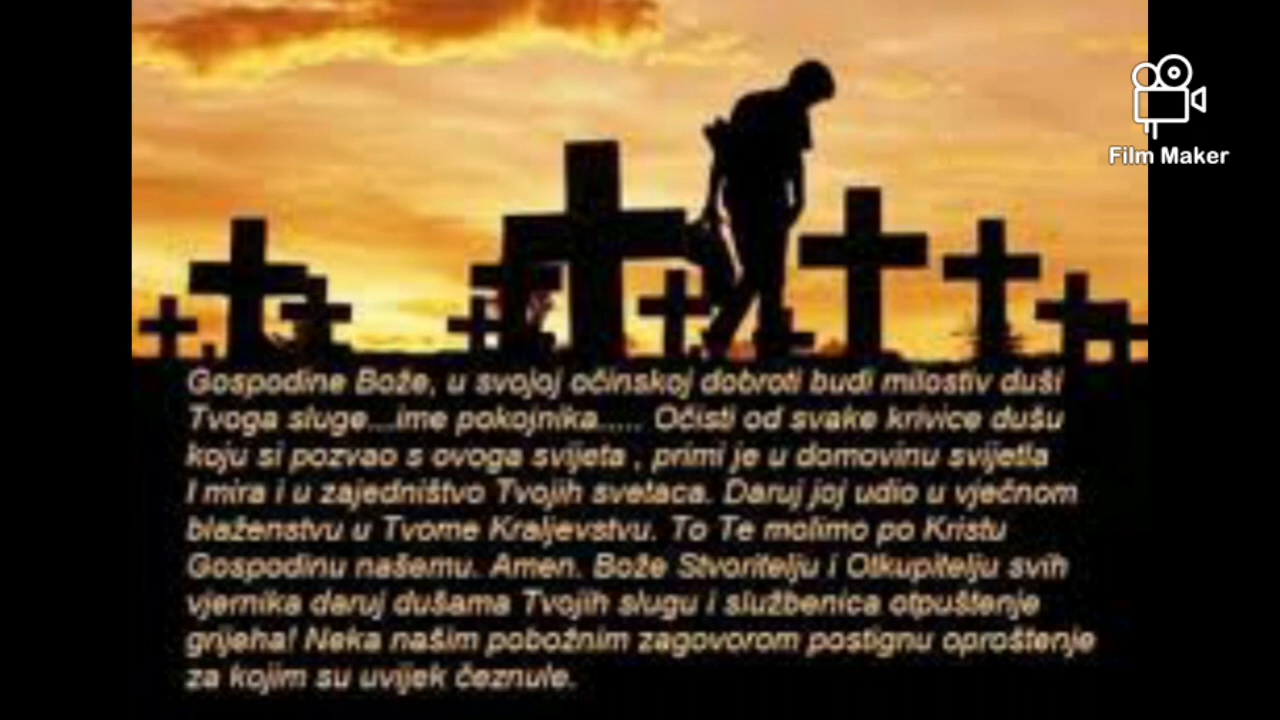 Film Maker
Gospodine Bože, u svojoj očinskoj dobroti budi milostiv duši
Tvoga sluge...ime pokojnika..... Očisti od svake krivice dušu
koju si pozvao s ovoga svijeta , primi je u domovinu svijetla
I mira i u zajedništvo Tvojih svetaca. Daruj joj udio u vječnom
blaženstvu u Tvome Kraljevstvu. To Te molimo po Kristu
Gospodinu našemu. Amen. Bože Stvoritelju i Otkupitelju svih
vjernika daruj dušama Tvojih slugu i službenica otpuštenje
grijeha! Neka našim pobožnim zagovorom postignu oproštenje
za kojim su uvijek čeznule.